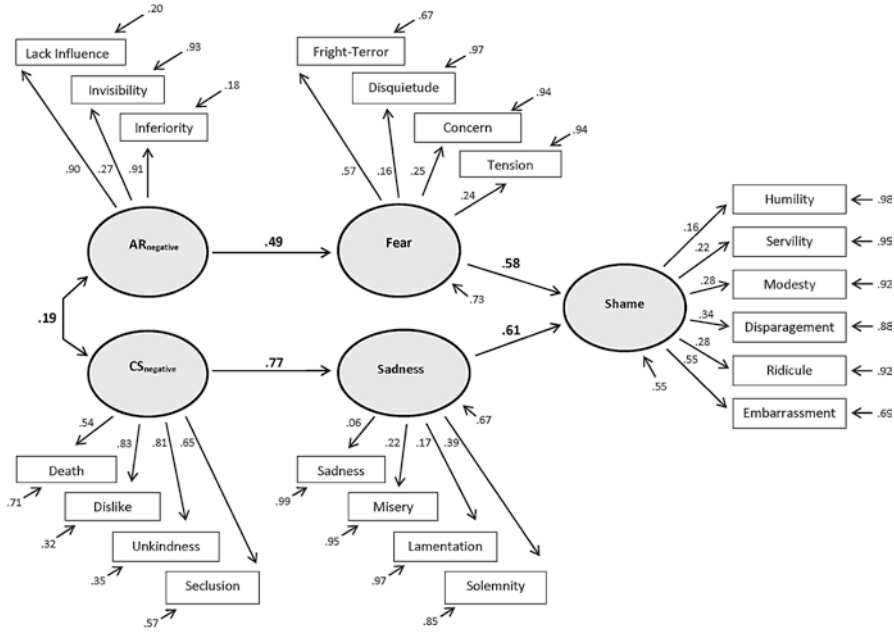 .20
.67
Lack Influence
.93
Fright-Terror
.97
Invisibility
.18
Disquietude
.94
Inferiority
Concern
.94
Tension
.90
.27
.91
.57
.16
.25
.24
Humility
.98
.16
Servility
.95
.22
ARnegative
.49
Fear
.58
.28
Modesty
.92
.73
Shame
.34
Disparagement
.88
.19
.28
Ridicule
.92
CSnegative
.77
Sadness
.61
.55
.55
Embarrassment
.69
.54
.83
.81
.65
.06
.22
.17
.39
.67
Death
Sadness
.71
.99
Dislike
Misery
.32
.95
Unkindness
Lamentation
.35
.97
Seclusion
Solemnity
.57
.85